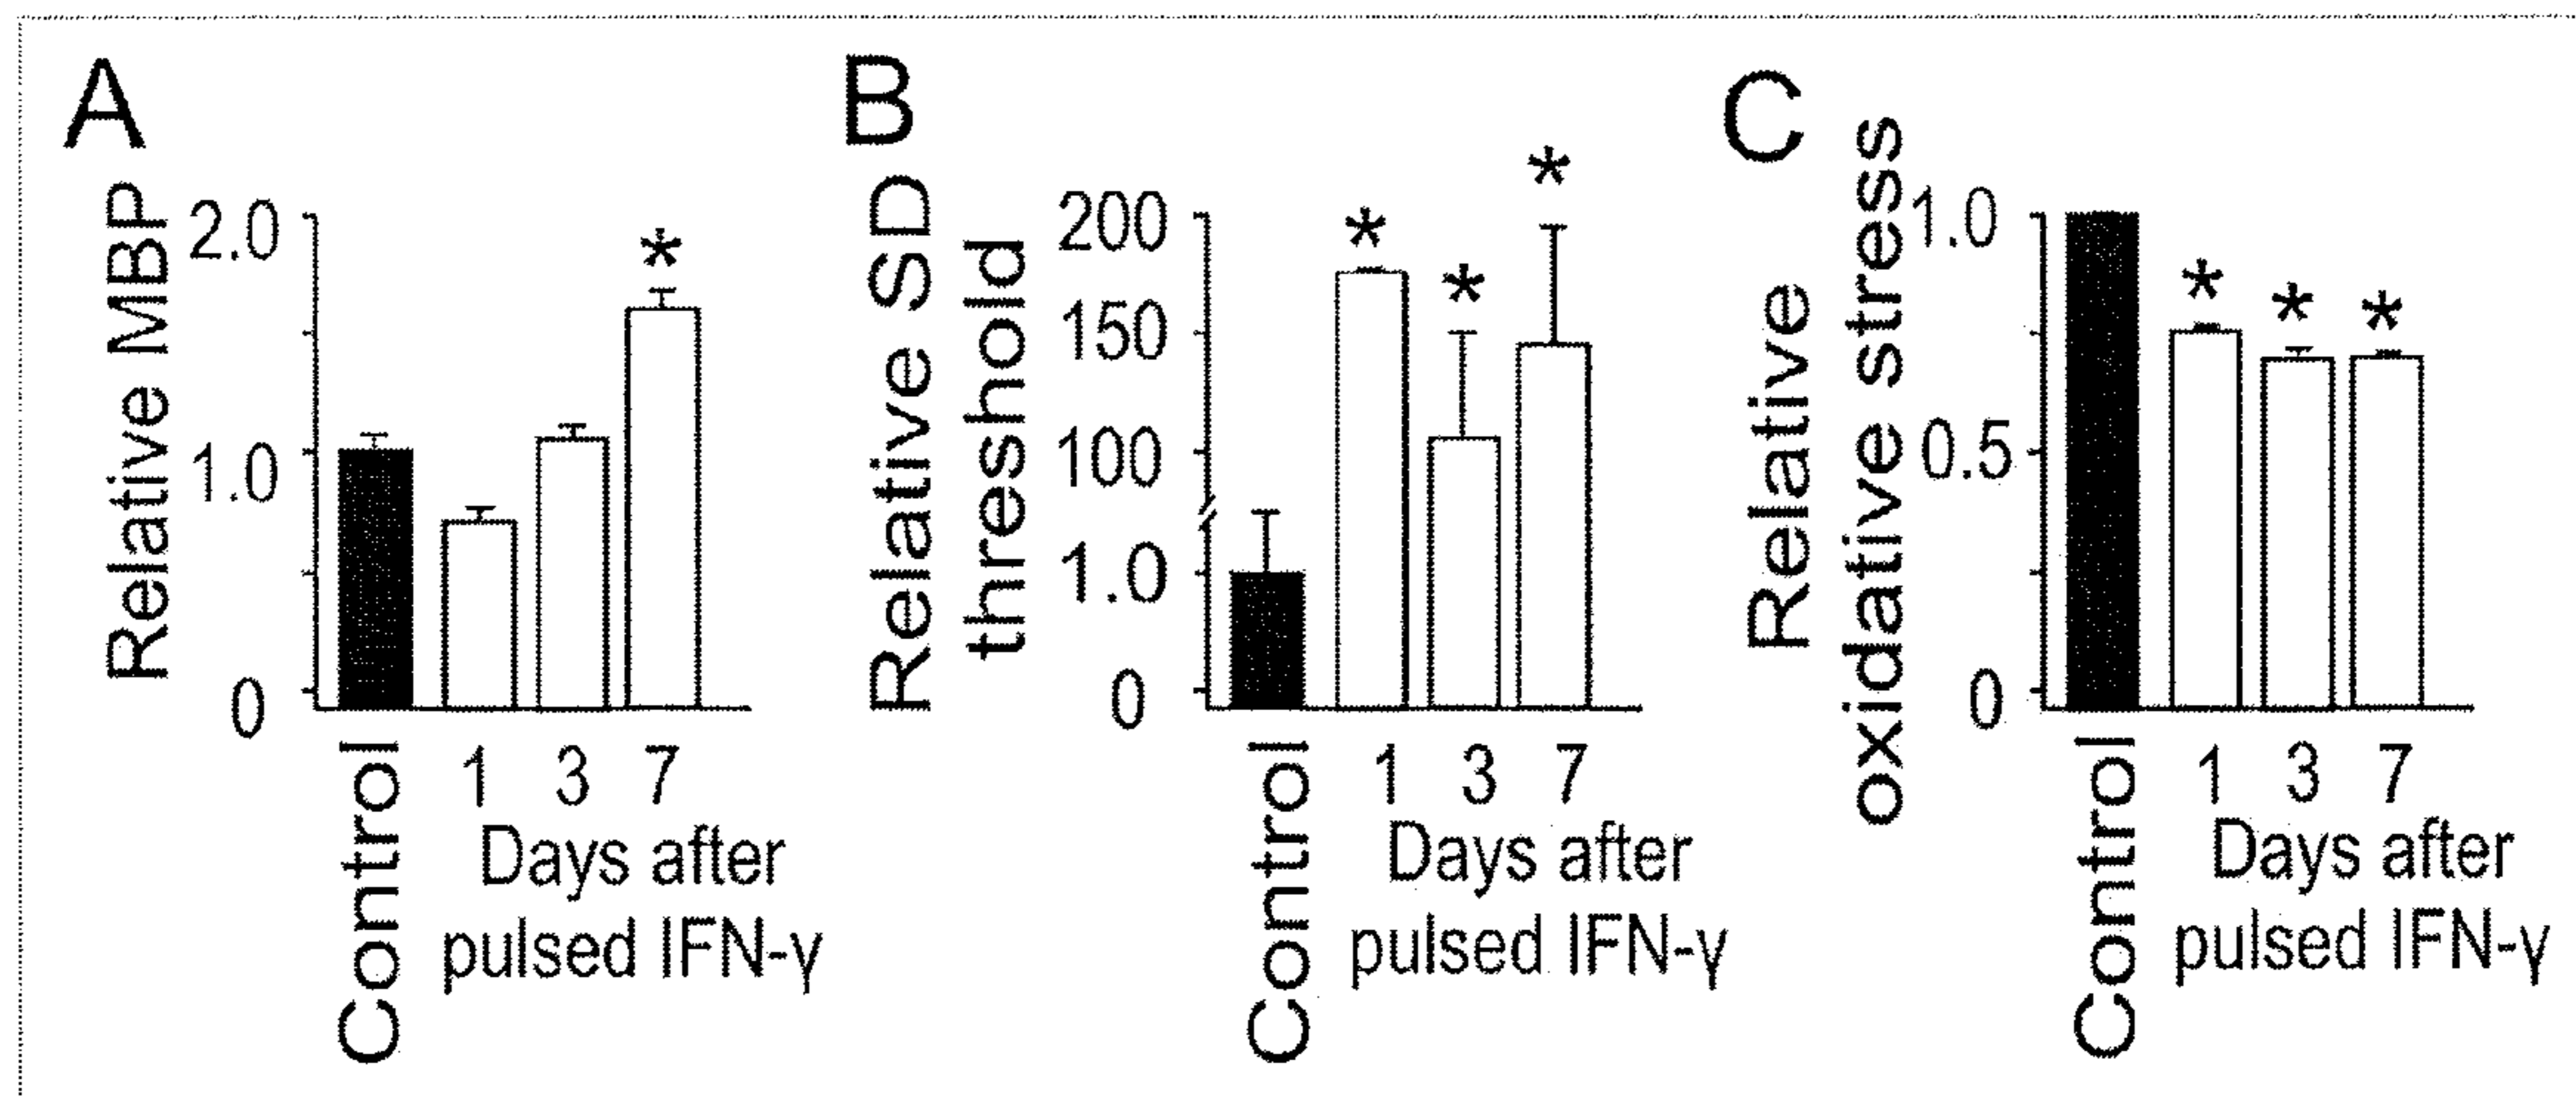 A
Relative MBP
2.0
1.0
0
*
Control
1 3 7
Days after
pulsed IFN-γ
B
Relative SD
threshold
200
150
100
1.0
0
* * *
Control
1 3 7
Days after
pulsed IFN-γ
C
Relative
oxidative stress
1.0
0.5
0
* * *
Control
1 3 7
Days after
pulsed IFN-γ